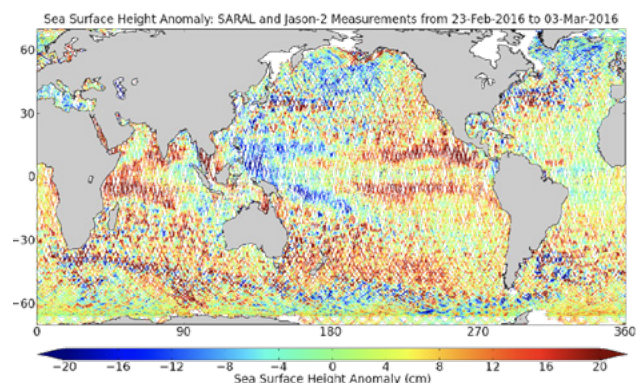 Sea Surface Height Anomaly: SARAL and Jason-2 Measurements from 23-Feb-2016 to 03-Mar-2016
60
30
0
−30
−60
0 90 180 270 360
−20 −16 −12 −8 −4 0 4 8 12 16 20
Sea Surface Height Anomaly (cm)